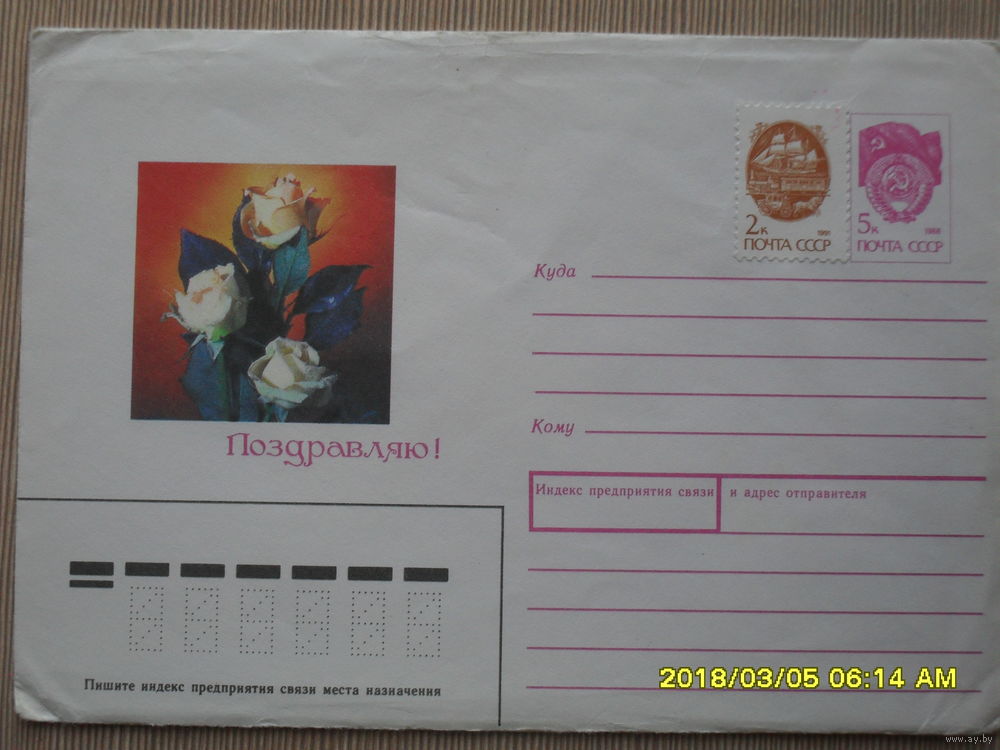 2к 1991
ПОЧТА СССР
5к 1988
ПОЧТА СССР
Куда
Кому
Поздравляю!
Индекс предприятия связи и адрес отправителя
Пишите индекс предприятия связи места назначения
2018/03/05 06:14 AM
www.ay.by